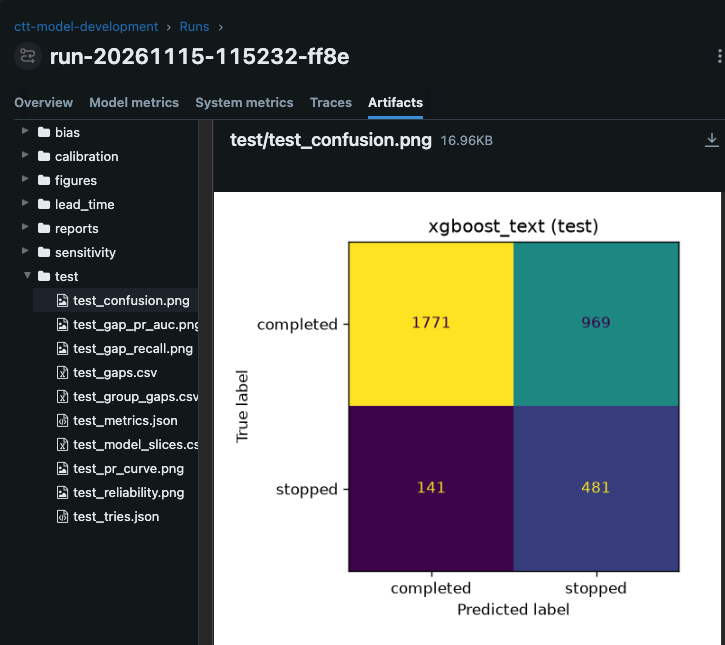 ctt-model-development › Runs ›
run-20261115-115232-ff8e
Overview Model metrics System metrics Traces Artifacts
bias
calibration
figures
lead_time
reports
sensitivity
test
test_confusion.png
test_gap_pr_auc.png
test_gap_recall.png
test_gaps.csv
test_group_gaps.csv
test_metrics.json
test_model_slices.cs
test_pr_curve.png
test_reliability.png
test_tries.json
test/test_confusion.png 16.96KB
xgboost_text (test)
completed 1771 969
True label
stopped 141 481
completed stopped
Predicted label